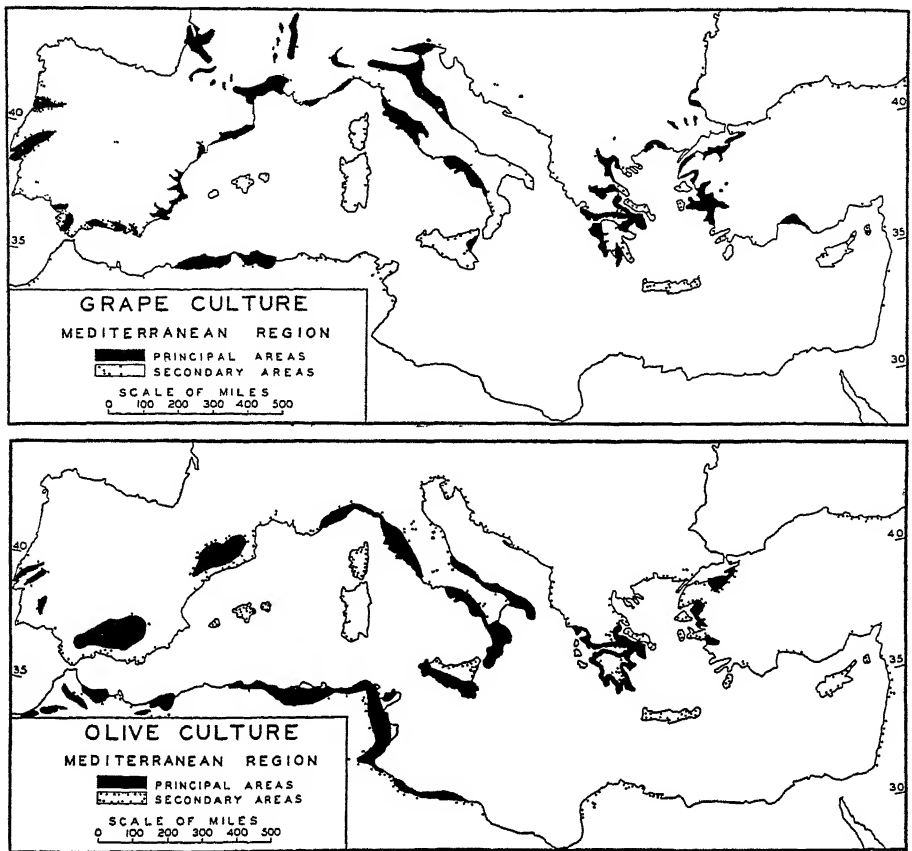 40
40
35
35
30
GRAPE CULTURE
MEDITERRANEAN REGION
PRINCIPAL AREAS
SECONDARY AREAS
SCALE OF MILES
0 100 200 300 400 500
40
40
35
35
30
OLIVE CULTURE
MEDITERRANEAN REGION
PRINCIPAL AREAS
SECONDARY AREAS
SCALE OF MILES
0 100 200 300 400 500